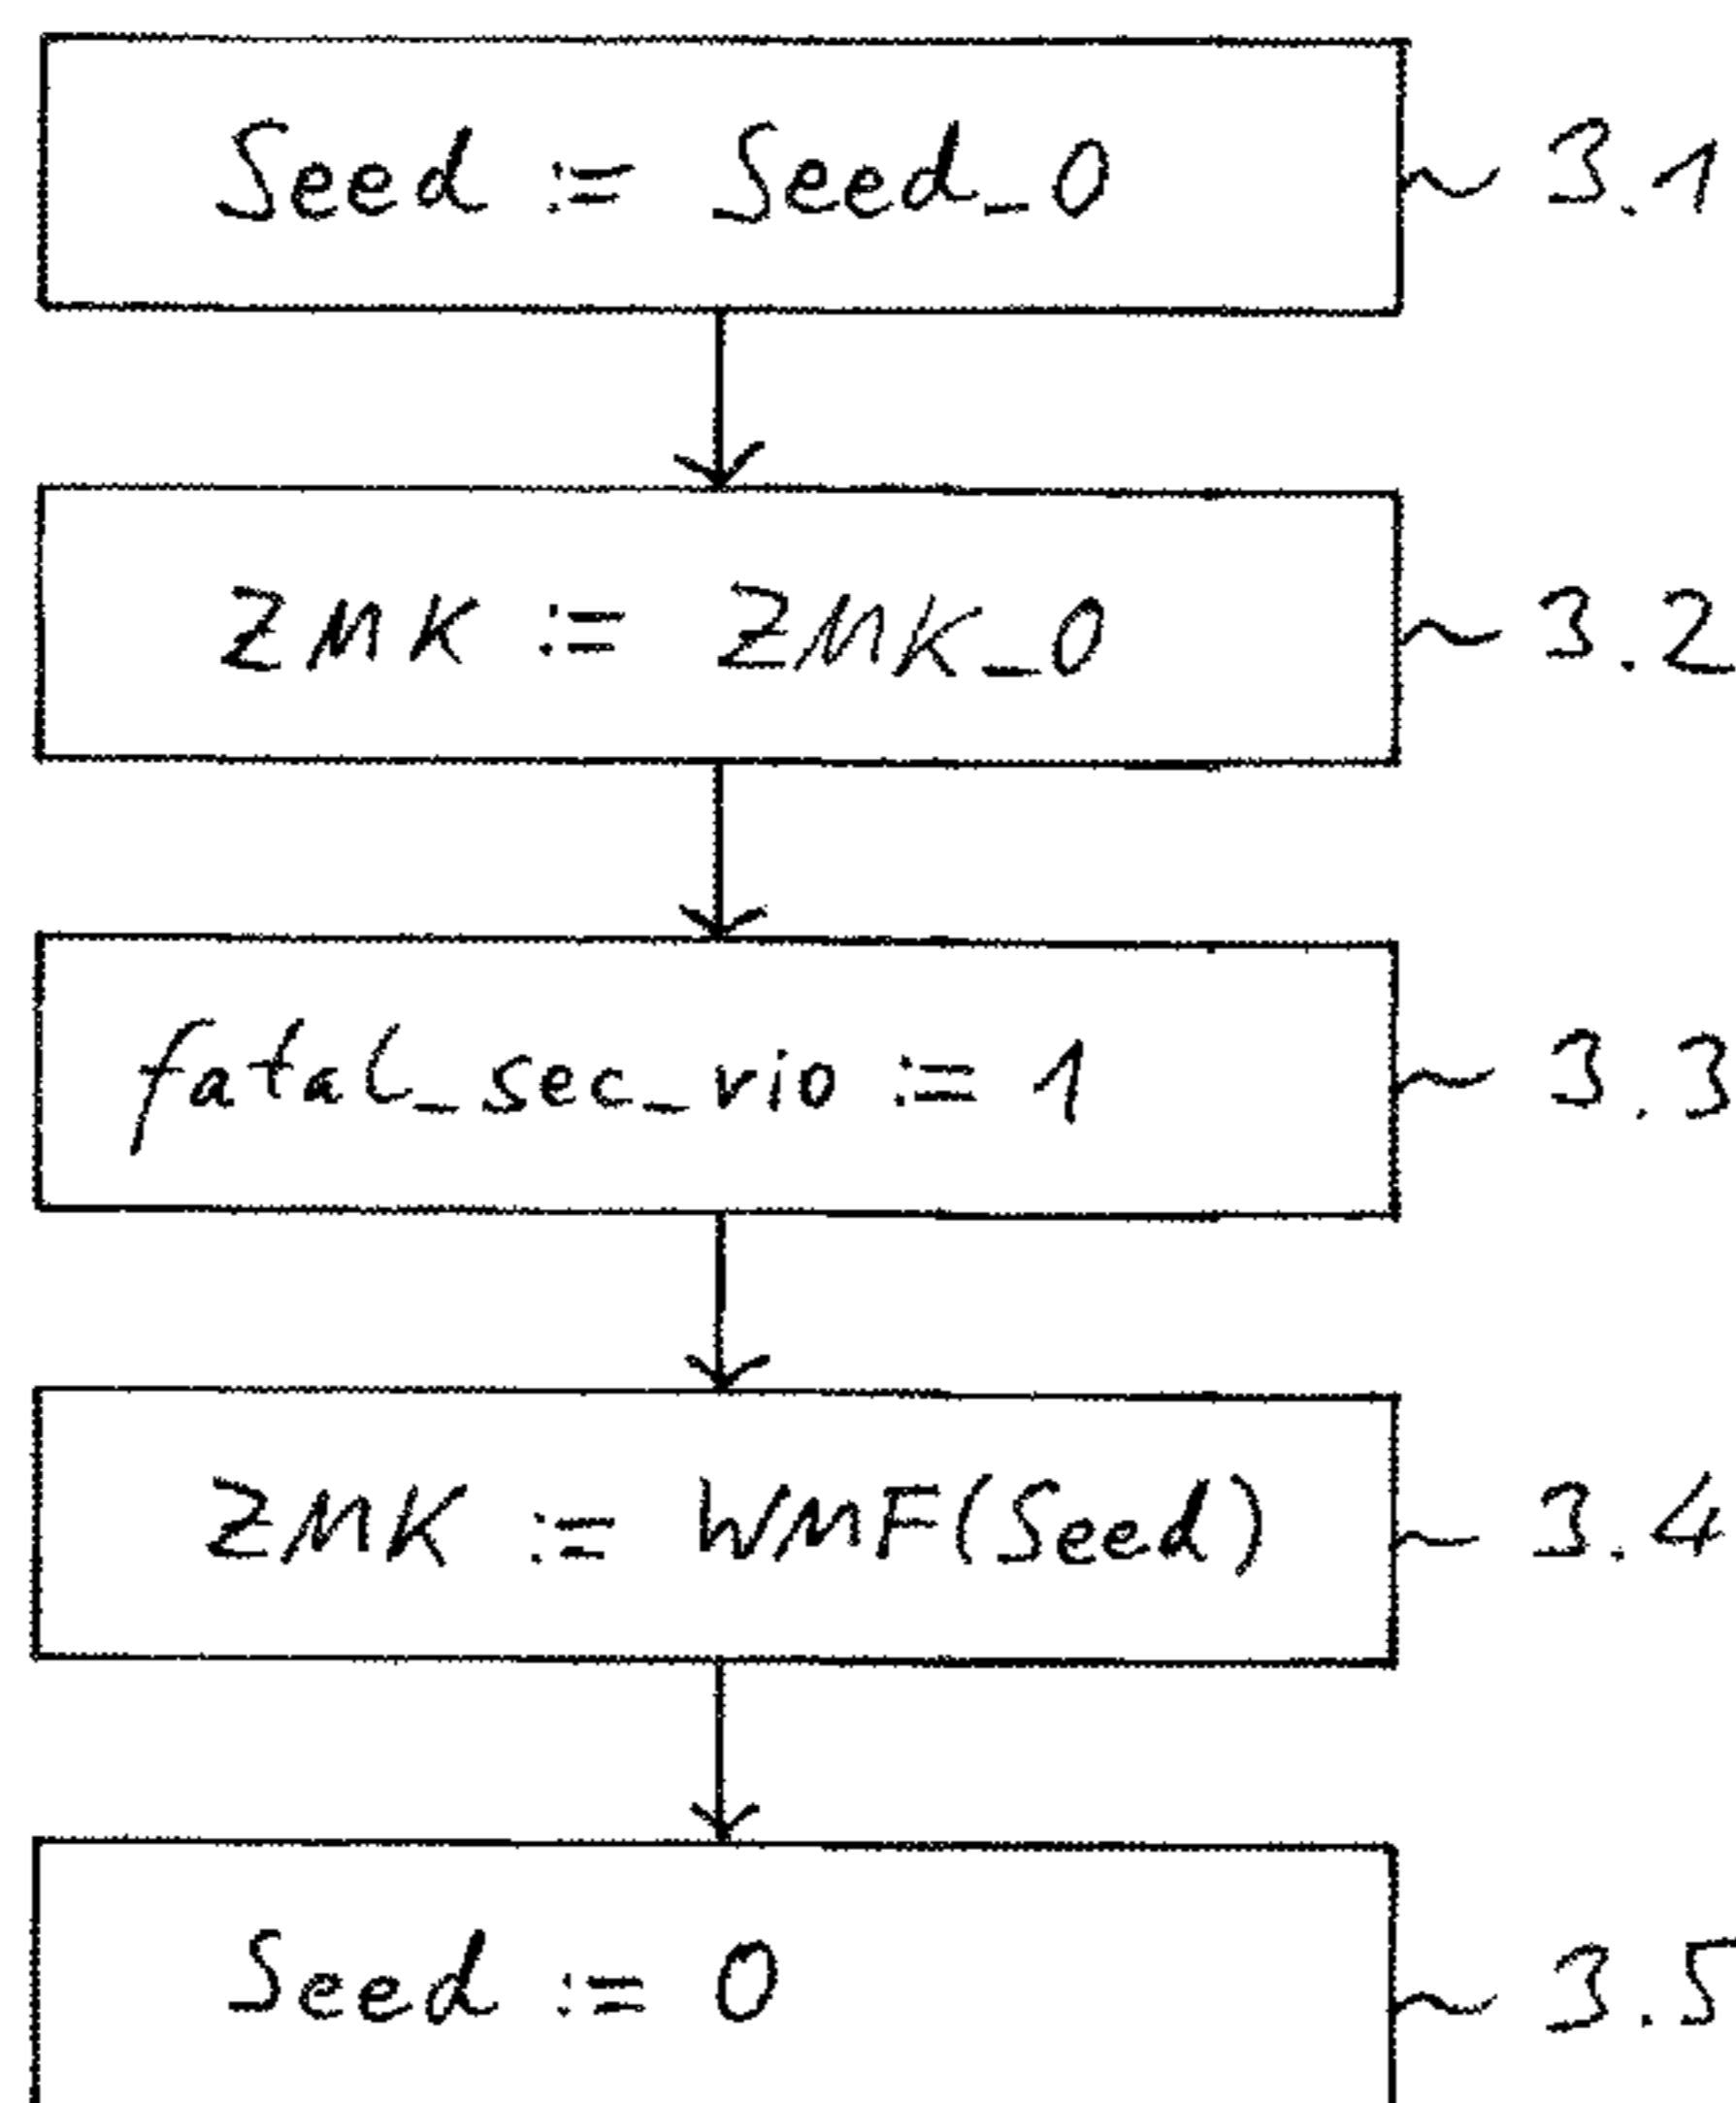 Seed := Seed_0 3.1
ZMK := ZMK_0 3.2
fatal_sec_vio := 1 3.3
ZMK := WMF(Seed) 3.4
Seed := 0 3.5